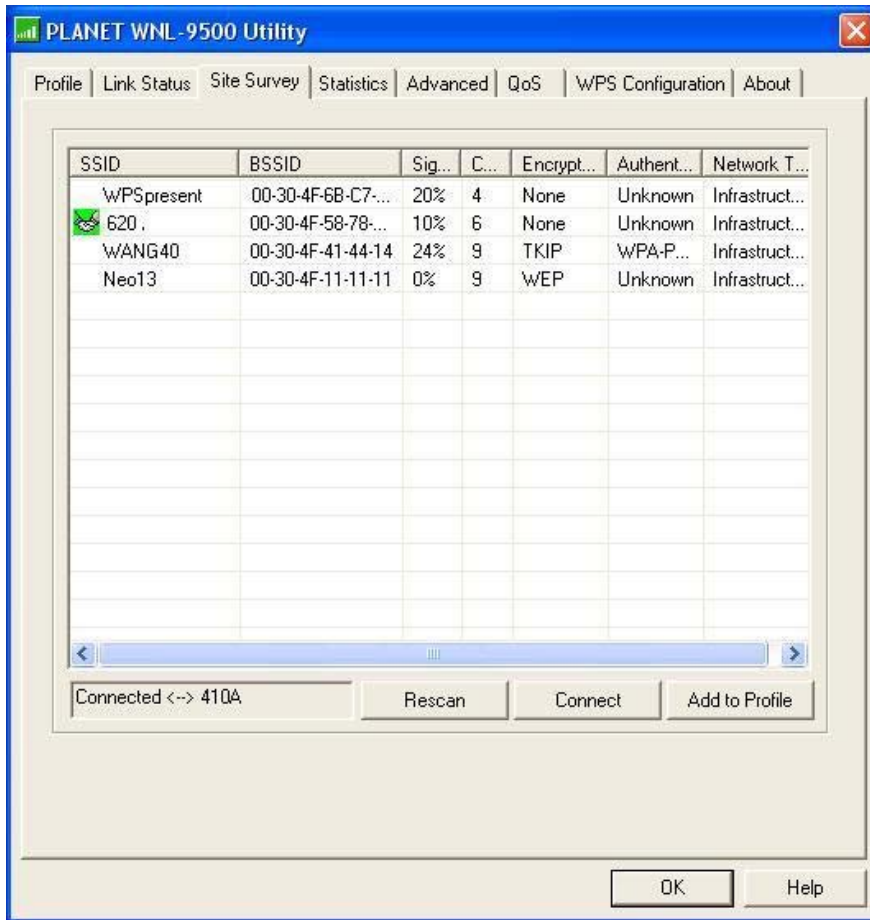 PLANET WNL-9500 Utility
Profile Link Status Site Survey Statistics Advanced QoS WPS Configuration About
SSID BSSID Sig... C... Encrypt... Authent... Network T...
WPSpresent 00-30-4F-6B-C7-... 20% 4 None Unknown Infrastruct...
620. 00-30-4F-58-78-... 10% 6 None Unknown Infrastruct...
WANG40 00-30-4F-41-44-14 24% 9 TKIP WPA-P... Infrastruct...
Neo13 00-30-4F-11-11-11 0% 9 WEP Unknown Infrastruct...
Connected <--> 410A Rescan Connect Add to Profile
OK Help